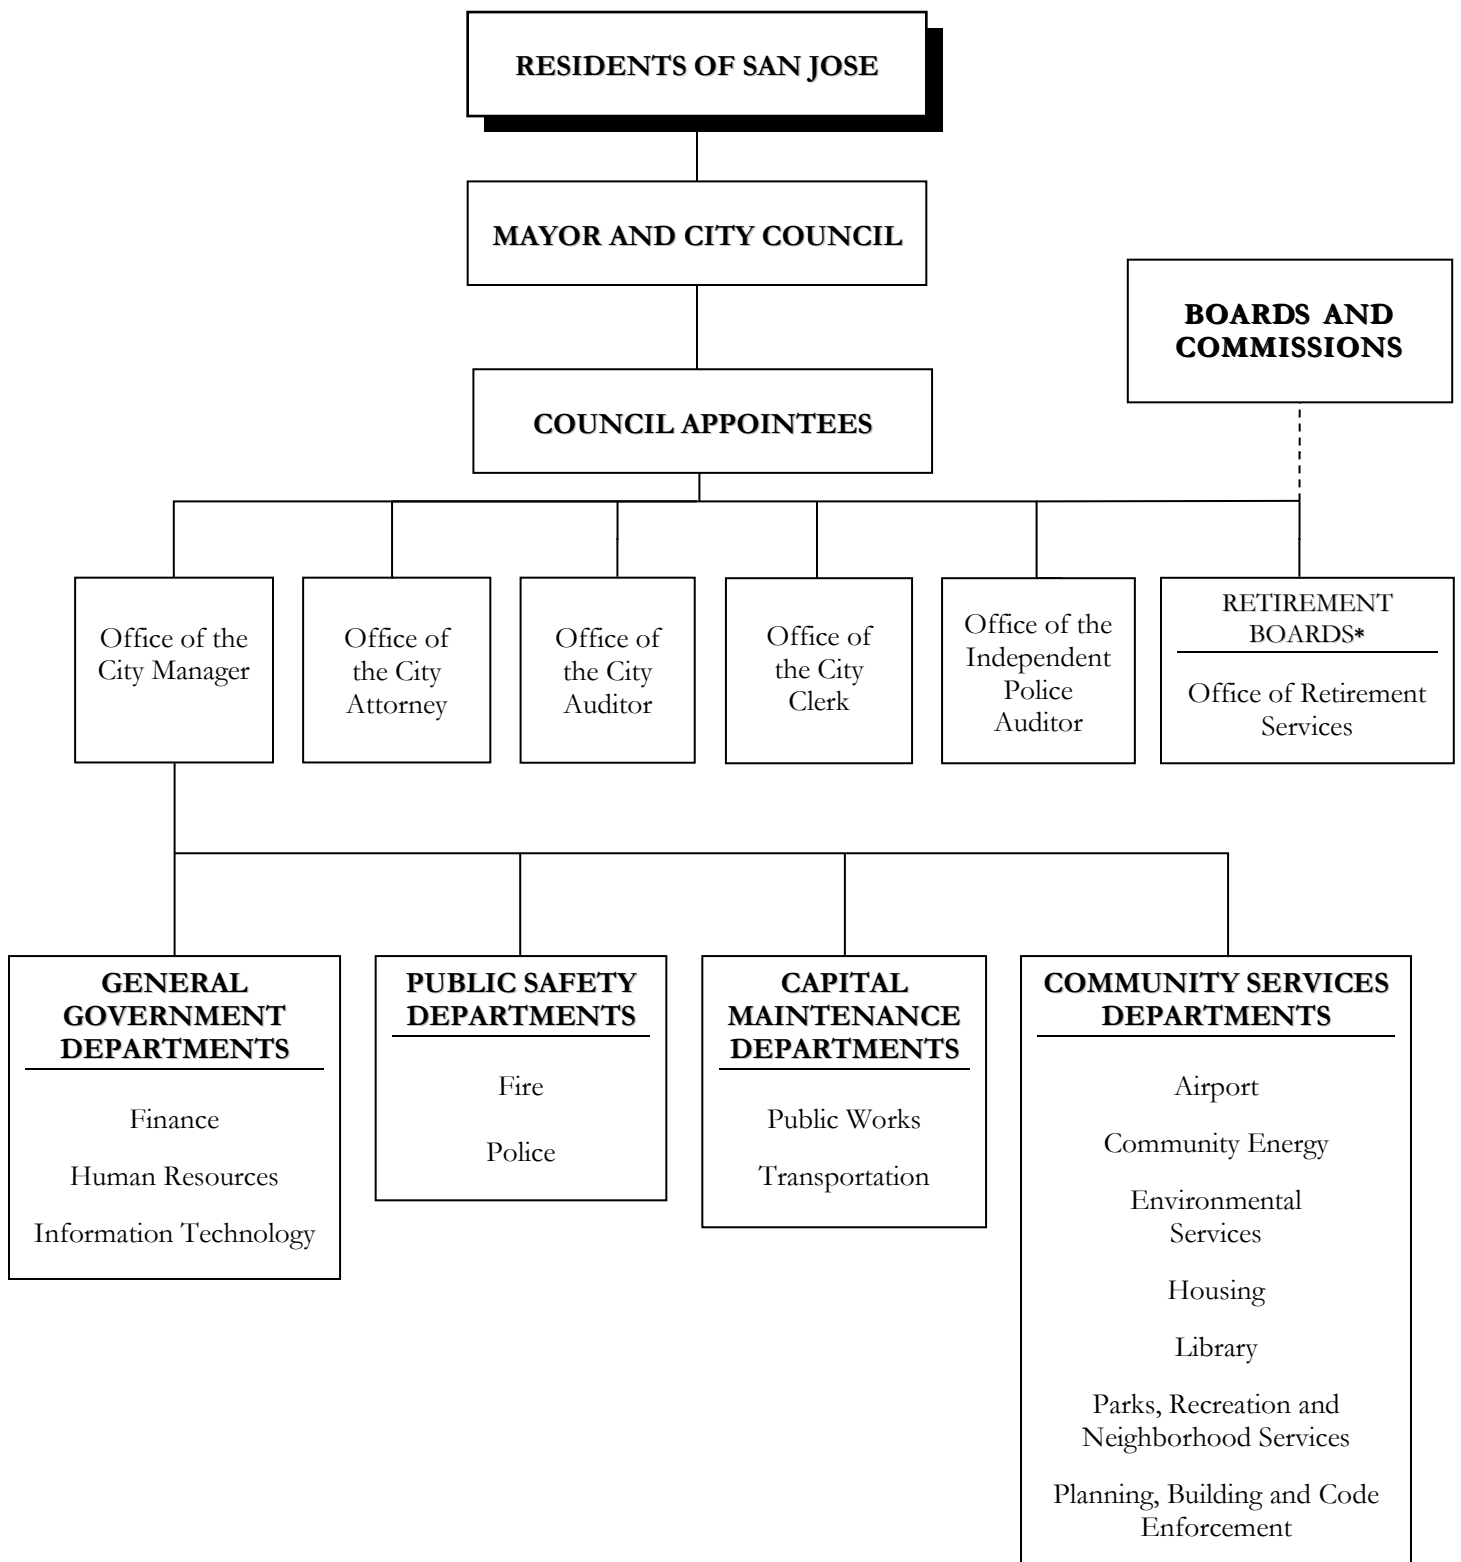 RESIDENTS OF SAN JOSE
MAYOR AND CITY COUNCIL
BOARDS AND
COMMISSIONS
COUNCIL APPOINTEES
Office of the
City Manager
Office of
the City
Attorney
Office of
the City
Auditor
Office of
the City
Clerk
Office of the
Independent
Police
Auditor
RETIREMENT
BOARDS*
Office of Retirement
Services
GENERAL
GOVERNMENT
DEPARTMENTS
Finance
Human Resources
Information Technology
PUBLIC SAFETY
DEPARTMENTS
Fire
Police
CAPITAL
MAINTENANCE
DEPARTMENTS
Public Works
Transportation
COMMUNITY SERVICES
DEPARTMENTS
Airport
Community Energy
Environmental
Services
Housing
Library
Parks, Recreation and
Neighborhood Services
Planning, Building and Code
Enforcement